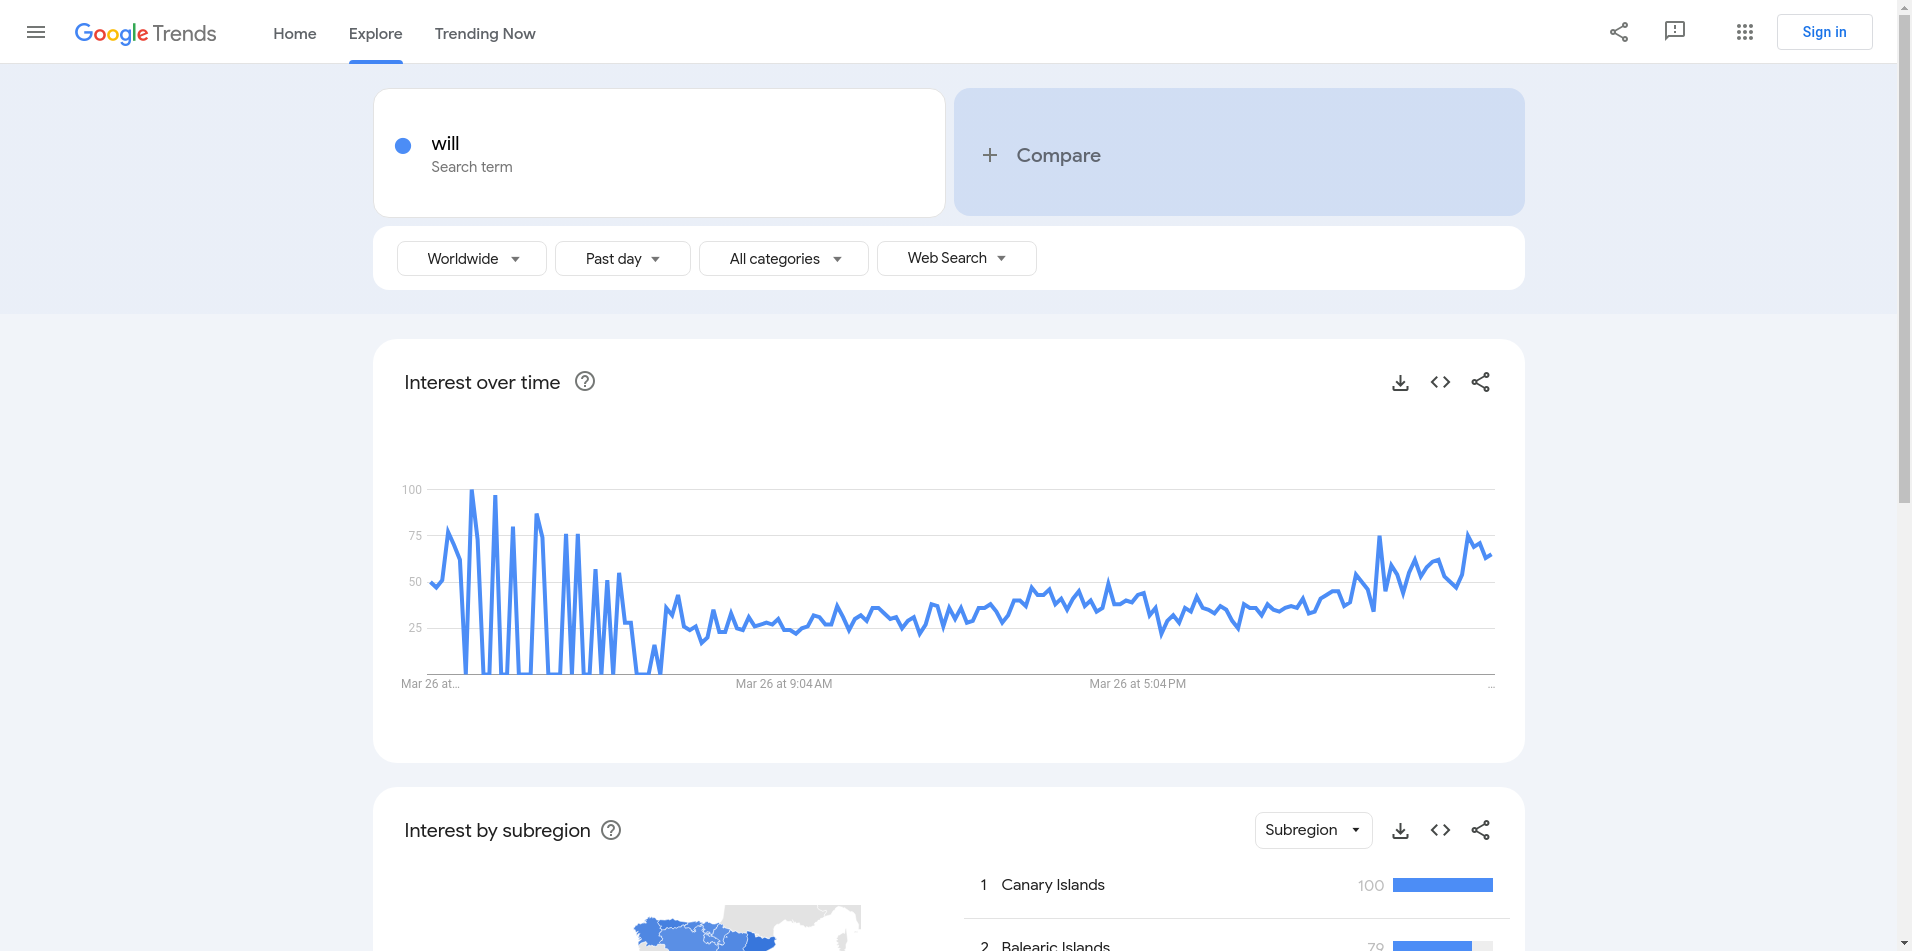 Google Trends
Home
Explore
Trending Now
Sign in
will
Search term
Compare
Worldwide
Past day
All categories
Web Search
Interest over time
100
75
50
25
Mar 26 at…
Mar 26 at 9:04 AM
Mar 26 at 5:04 PM
…
Interest by subregion
Subregion
1 Canary Islands 100
2 Balearic Islands 79